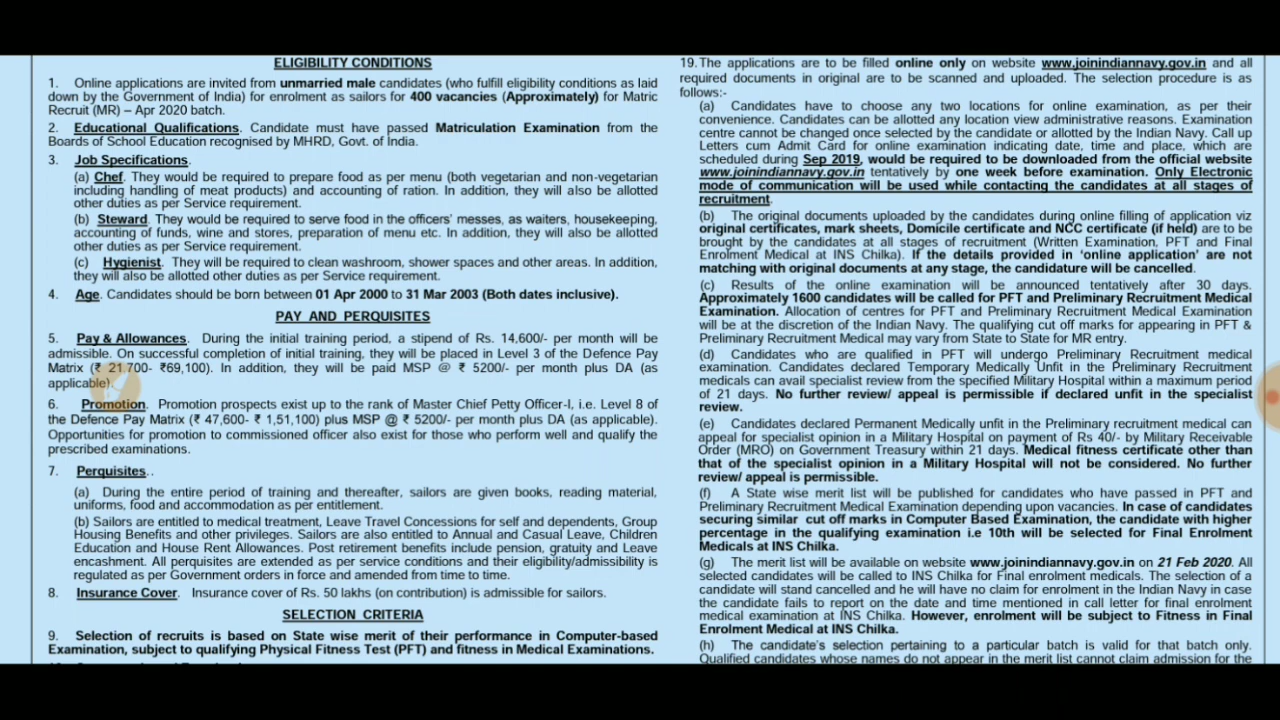 ELIGIBILITY CONDITIONS
1. Online applications are invited from unmarried male candidates (who fulfill eligibility conditions as laid
down by the Government of India) for enrolment as sailors for 400 vacancies (Approximately) for Matric
Recruit (MR) – Apr 2020 batch.
2. Educational Qualifications. Candidate must have passed Matriculation Examination from the
Boards of School Education recognised by MHRD, Govt. of India.
3. Job Specifications.
(a) Chef. They would be required to prepare food as per menu (both vegetarian and non-vegetarian
including handling of meat products) and accounting of ration. In addition, they will also be allotted
other duties as per Service requirement.
(b) Steward. They would be required to serve food in the officers' messes, as waiters, housekeeping,
accounting of funds, wine and stores, preparation of menu etc. In addition, they will also be allotted
other duties as per Service requirement.
(c) Hygienist. They will be required to clean washroom, shower spaces and other areas. In addition,
they will also be allotted other duties as per Service requirement.
4. Age. Candidates should be born between 01 Apr 2000 to 31 Mar 2003 (Both dates inclusive).
PAY AND PERQUISITES
5. Pay & Allowances. During the initial training period, a stipend of Rs. 14,600/- per month will be
admissible. On successful completion of initial training, they will be placed in Level 3 of the Defence Pay
Matrix (₹ 21,700- ₹69,100). In addition, they will be paid MSP @ ₹ 5200/- per month plus DA (as
applicable).
6. Promotion. Promotion prospects exist up to the rank of Master Chief Petty Officer-I, i.e. Level 8 of
the Defence Pay Matrix (₹ 47,600- ₹ 1,51,100) plus MSP @ ₹ 5200/- per month plus DA (as applicable).
Opportunities for promotion to commissioned officer also exist for those who perform well and qualify the
prescribed examinations.
7. Perquisites..
(a) During the entire period of training and thereafter, sailors are given books, reading material,
uniforms, food and accommodation as per entitlement.
(b) Sailors are entitled to medical treatment, Leave Travel Concessions for self and dependents, Group
Housing Benefits and other privileges. Sailors are also entitled to Annual and Casual Leave, Children
Education and House Rent Allowances. Post retirement benefits include pension, gratuity and Leave
encashment. All perquisites are extended as per service conditions and their eligibility/admissibility is
regulated as per Government orders in force and amended from time to time.
8. Insurance Cover. Insurance cover of Rs. 50 lakhs (on contribution) is admissible for sailors.
SELECTION CRITERIA
9. Selection of recruits is based on State wise merit of their performance in Computer-based
Examination, subject to qualifying Physical Fitness Test (PFT) and fitness in Medical Examinations.
19. The applications are to be filled online only on website www.joinindiannavy.gov.in and all
required documents in original are to be scanned and uploaded. The selection procedure is as
follows:-
(a) Candidates have to choose any two locations for online examination, as per their
convenience. Candidates can be allotted any location view administrative reasons. Examination
centre cannot be changed once selected by the candidate or allotted by the Indian Navy. Call up
Letters cum Admit Card for online examination indicating date, time and place, which are
scheduled during Sep 2019, would be required to be downloaded from the official website
www.joinindiannavy.gov.in tentatively by one week before examination. Only Electronic
mode of communication will be used while contacting the candidates at all stages of
recruitment.
(b) The original documents uploaded by the candidates during online filling of application viz
original certificates, mark sheets, Domicile certificate and NCC certificate (if held) are to be
brought by the candidates at all stages of recruitment (Written Examination, PFT and Final
Enrolment Medical at INS Chilka). If the details provided in 'online application' are not
matching with original documents at any stage, the candidature will be cancelled.
(c) Results of the online examination will be announced tentatively after 30 days.
Approximately 1600 candidates will be called for PFT and Preliminary Recruitment Medical
Examination. Allocation of centres for PFT and Preliminary Recruitment Medical Examination
will be at the discretion of the Indian Navy. The qualifying cut off marks for appearing in PFT &
Preliminary Recruitment Medical may vary from State to State for MR entry.
(d) Candidates who are qualified in PFT will undergo Preliminary Recruitment medical
examination. Candidates declared Temporary Medically Unfit in the Preliminary Recruitment
medicals can avail specialist review from the specified Military Hospital within a maximum period
of 21 days. No further review/ appeal is permissible if declared unfit in the specialist
review.
(e) Candidates declared Permanent Medically unfit in the Preliminary recruitment medical can
appeal for specialist opinion in a Military Hospital on payment of Rs 40/- by Military Receivable
Order (MRO) on Government Treasury within 21 days. Medical fitness certificate other than
that of the specialist opinion in a Military Hospital will not be considered. No further
review/ appeal is permissible.
(f) A State wise merit list will be published for candidates who have passed in PFT and
Preliminary Recruitment Medical Examination depending upon vacancies. In case of candidates
securing similar cut off marks in Computer Based Examination, the candidate with higher
percentage in the qualifying examination i.e 10th will be selected for Final Enrolment
Medicals at INS Chilka.
(g) The merit list will be available on website www.joinindiannavy.gov.in on 21 Feb 2020. All
selected candidates will be called to INS Chilka for Final enrolment medicals. The selection of a
candidate will stand cancelled and he will have no claim for enrolment in the Indian Navy in case
the candidate fails to report on the date and time mentioned in call letter for final enrolment
medical examination at INS Chilka. However, enrolment will be subject to Fitness in Final
Enrolment Medical at INS Chilka.
(h) The candidate's selection pertaining to a particular batch is valid for that batch only.
Qualified candidates whose names do not appear in the merit list cannot claim admission for the